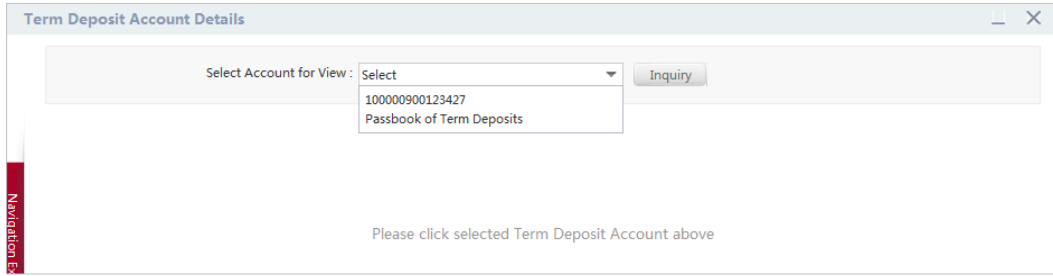 Term Deposit Account Details
Select Account for View : Select Inquiry
100000900123427
Passbook of Term Deposits
Navigation
Please click selected Term Deposit Account above